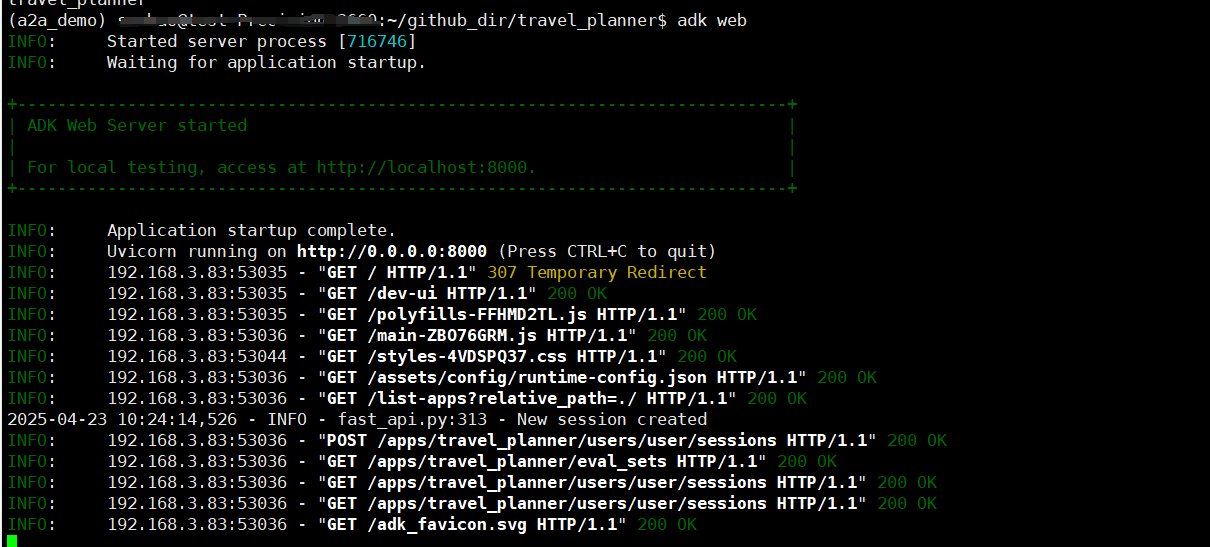 travel_planner
(a2a_demo) :~/github_dir/travel_planner$ adk web
INFO:     Started server process [716746]
INFO:     Waiting for application startup.
+-----------------------------------------------------------------------------+
| ADK Web Server started                                                      |
|                                                                             |
| For local testing, access at http://localhost:8000.                         |
+-----------------------------------------------------------------------------+
INFO:     Application startup complete.
INFO:     Uvicorn running on http://0.0.0.0:8000 (Press CTRL+C to quit)
INFO:     192.168.3.83:53035 - "GET / HTTP/1.1" 307 Temporary Redirect
INFO:     192.168.3.83:53035 - "GET /dev-ui HTTP/1.1" 200 OK
INFO:     192.168.3.83:53035 - "GET /polyfills-FFHMD2TL.js HTTP/1.1" 200 OK
INFO:     192.168.3.83:53036 - "GET /main-ZBO76GRM.js HTTP/1.1" 200 OK
INFO:     192.168.3.83:53044 - "GET /styles-4VDSPQ37.css HTTP/1.1" 200 OK
INFO:     192.168.3.83:53036 - "GET /assets/config/runtime-config.json HTTP/1.1" 200 OK
INFO:     192.168.3.83:53036 - "GET /list-apps?relative_path=./ HTTP/1.1" 200 OK
2025-04-23 10:24:14,526 - INFO - fast_api.py:313 - New session created
INFO:     192.168.3.83:53036 - "POST /apps/travel_planner/users/user/sessions HTTP/1.1" 200 OK
INFO:     192.168.3.83:53036 - "GET /apps/travel_planner/eval_sets HTTP/1.1" 200 OK
INFO:     192.168.3.83:53036 - "GET /apps/travel_planner/users/user/sessions HTTP/1.1" 200 OK
INFO:     192.168.3.83:53036 - "GET /apps/travel_planner/users/user/sessions HTTP/1.1" 200 OK
INFO:     192.168.3.83:53036 - "GET /adk_favicon.svg HTTP/1.1" 200 OK